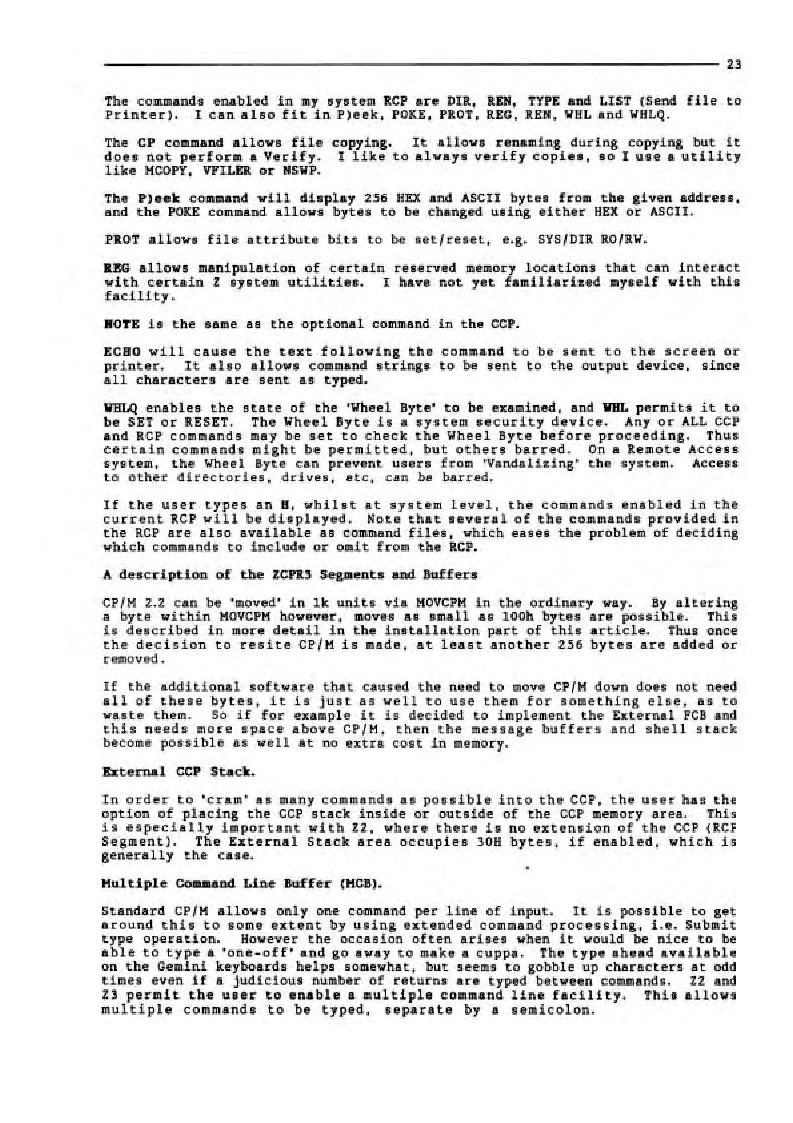 23
The commands enabled in my system RCP are DIR, REN, TYPE and LIST (Send file to
Printer). I can also fit in P)eek, POKE, PROT, REG, REN, WHL and WHLQ.
The CP command allows file copying. It allows renaming during copying but it
does not perform a Verify. I like to always verify copies, so I use a utility
like MCOPY, VFILER or NSWP.
The P)eek command will display 256 HEX and ASCII bytes from the given address,
and the POKE command allows bytes to be changed using either HEX or ASCII.
PROT allows file attribute bits to be set/reset, e.g. SYS/DIR RO/RW.
REG allows manipulation of certain reserved memory locations that can interact
with certain Z system utilities. I have not yet familiarized myself with this
facility.
NOTE is the same as the optional command in the CCP.
ECHO will cause the text following the command to be sent to the screen or
printer. It also allows command strings to be sent to the output device, since
all characters are sent as typed.
WHLQ enables the state of the 'Wheel Byte' to be examined, and WHL permits it to
be SET or RESET. The Wheel Byte is a system security device. Any or ALL CCP
and RCP commands may be set to check the Wheel Byte before proceeding. Thus
certain commands might be permitted, but others barred. On a Remote Access
system, the Wheel Byte can prevent users from 'Vandalizing' the system. Access
to other directories, drives, etc, can be barred.
If the user types an H, whilst at system level, the commands enabled in the
current RCP will be displayed. Note that several of the commands provided in
the RCP are also available as command files, which eases the problem of deciding
which commands to include or omit from the RCP.
A description of the ZCPR3 Segments and Buffers
CP/M 2.2 can be 'moved' in 1k units via MOVCPM in the ordinary way. By altering
a byte within MOVCPM however, moves as small as 100h bytes are possible. This
is described in more detail in the installation part of this article. Thus once
the decision to resite CP/M is made, at least another 256 bytes are added or
removed.
If the additional software that caused the need to move CP/M down does not need
all of these bytes, it is just as well to use them for something else, as to
waste them. So if for example it is decided to implement the External FCB and
this needs more space above CP/M, then the message buffers and shell stack
become possible as well at no extra cost in memory.
External CCP Stack.
In order to 'cram' as many commands as possible into the CCP, the user has the
option of placing the CCP stack inside or outside of the CCP memory area. This
is especially important with Z2, where there is no extension of the CCP (RCP
Segment). The External Stack area occupies 30H bytes, if enabled, which is
generally the case.
Multiple Command Line Buffer (MCB).
Standard CP/M allows only one command per line of input. It is possible to get
around this to some extent by using extended command processing, i.e. Submit
type operation. However the occasion often arises when it would be nice to be
able to type a 'one-off' and go away to make a cuppa. The type ahead available
on the Gemini keyboards helps somewhat, but seems to gobble up characters at odd
times even if a judicious number of returns are typed between commands. Z2 and
Z3 permit the user to enable a multiple command line facility. This allows
multiple commands to be typed, separate by a semicolon.